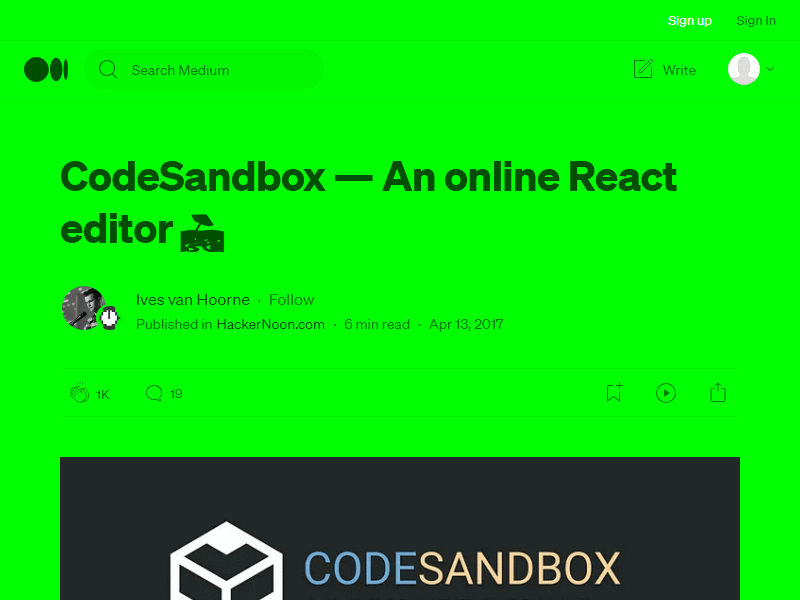 Sign up Sign In
Search Medium Write
CodeSandbox — An online React
editor 🏖
Ives van Hoorne · Follow
Published in HackerNoon.com · 6 min read · Apr 13, 2017
1K 19
CODESANDBOX